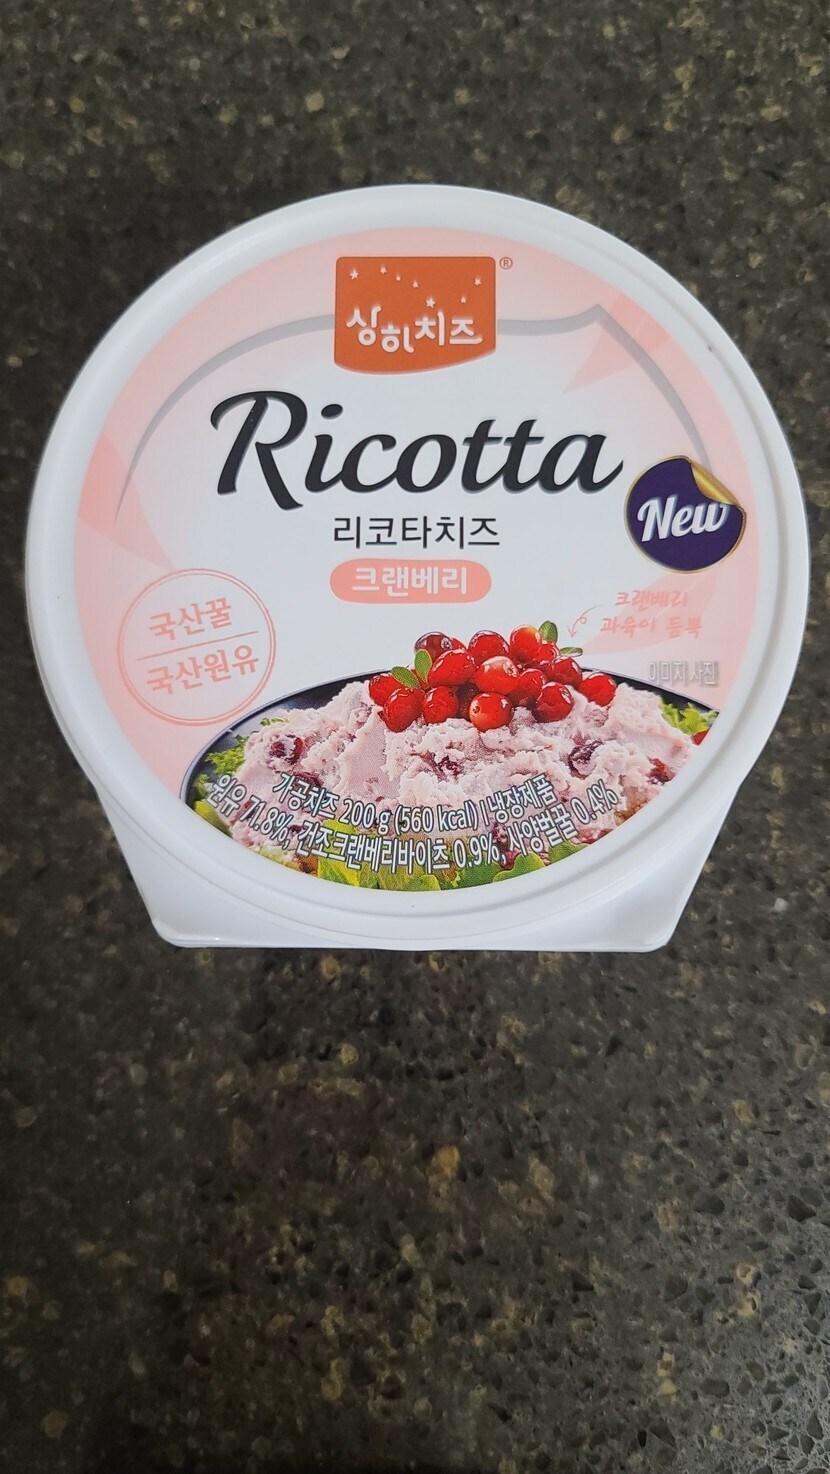 상하치즈
®
Ricotta
리코타치즈
New
크랜베리
국산꿀
국산원유
크랜베리
과육이 듬뿍
이미지 사진
가공치즈 200 g (560 kcal) | 냉장제품
원유 71.8%, 건조크랜베리바이츠 0.9%, 사양벌꿀 0.4%